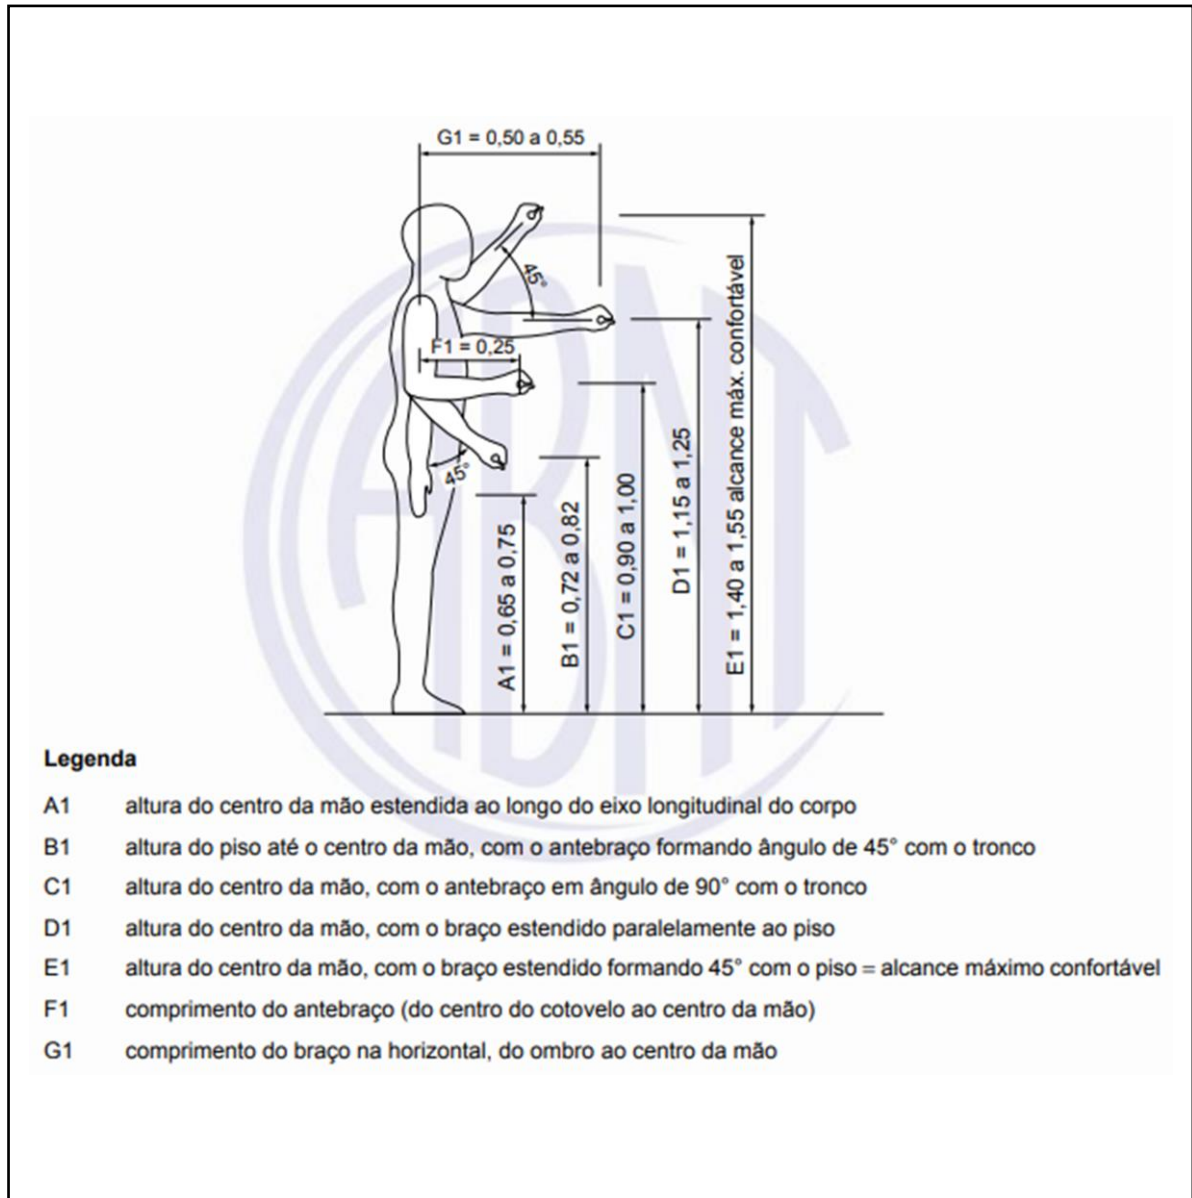 G1 = 0,50 a 0,55
45°
F1 = 0,25
45°
A1 = 0,65 a 0,75
B1 = 0,72 a 0,82
C1 = 0,90 a 1,00
D1 = 1,15 a 1,25
E1 = 1,40 a 1,55 alcance máx. confortável
ABNT
Legenda
A1 altura do centro da mão estendida ao longo do eixo longitudinal do corpo
B1 altura do piso até o centro da mão, com o antebraço formando ângulo de 45° com o tronco
C1 altura do centro da mão, com o antebraço em ângulo de 90° com o tronco
D1 altura do centro da mão, com o braço estendido paralelamente ao piso
E1 altura do centro da mão, com o braço estendido formando 45° com o piso = alcance máximo confortável
F1 comprimento do antebraço (do centro do cotovelo ao centro da mão)
G1 comprimento do braço na horizontal, do ombro ao centro da mão